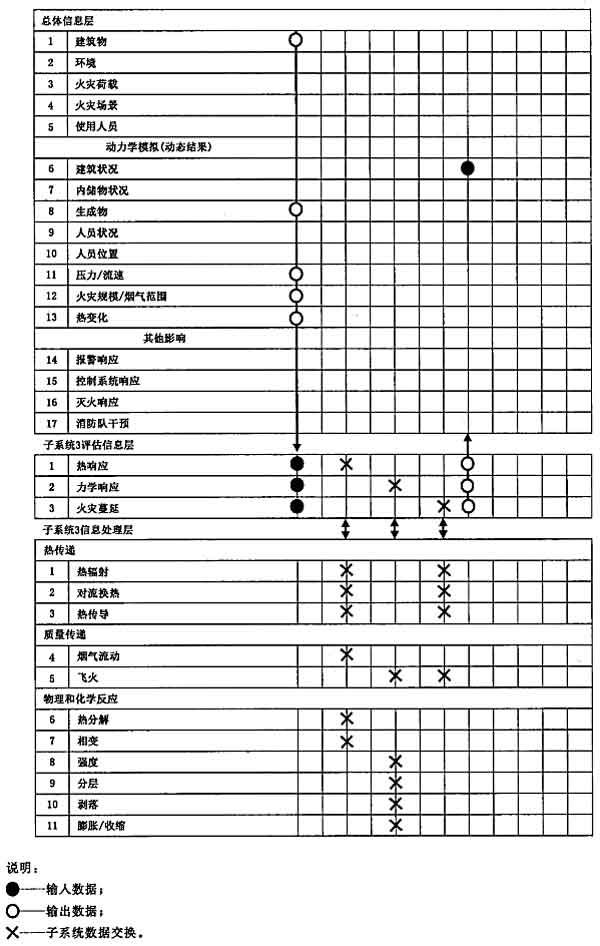 总体信息层
1 建筑物
2 环境
3 火灾荷载
4 火灾场景
5 使用人员
动力学模拟(动态结果)
6 建筑状况
7 内储物状况
8 生成物
9 人员状况
10 人员位置
11 压力/流速
12 火灾规模/烟气范围
13 热变化
其他影响
14 报警响应
15 控制系统响应
16 灭火响应
17 消防队干预
子系统3评估信息层
1 热响应
2 力学响应
3 火灾蔓延
子系统3信息处理层
热传递
1 热辐射
2 对流换热
3 热传导
质量传递
4 烟气流动
5 飞火
物理和化学反应
6 热分解
7 相变
8 强度
9 分层
10 剥落
11 膨胀/收缩
说明:
●——输人数据;
○——输出数据;
×——子系统数据交换。